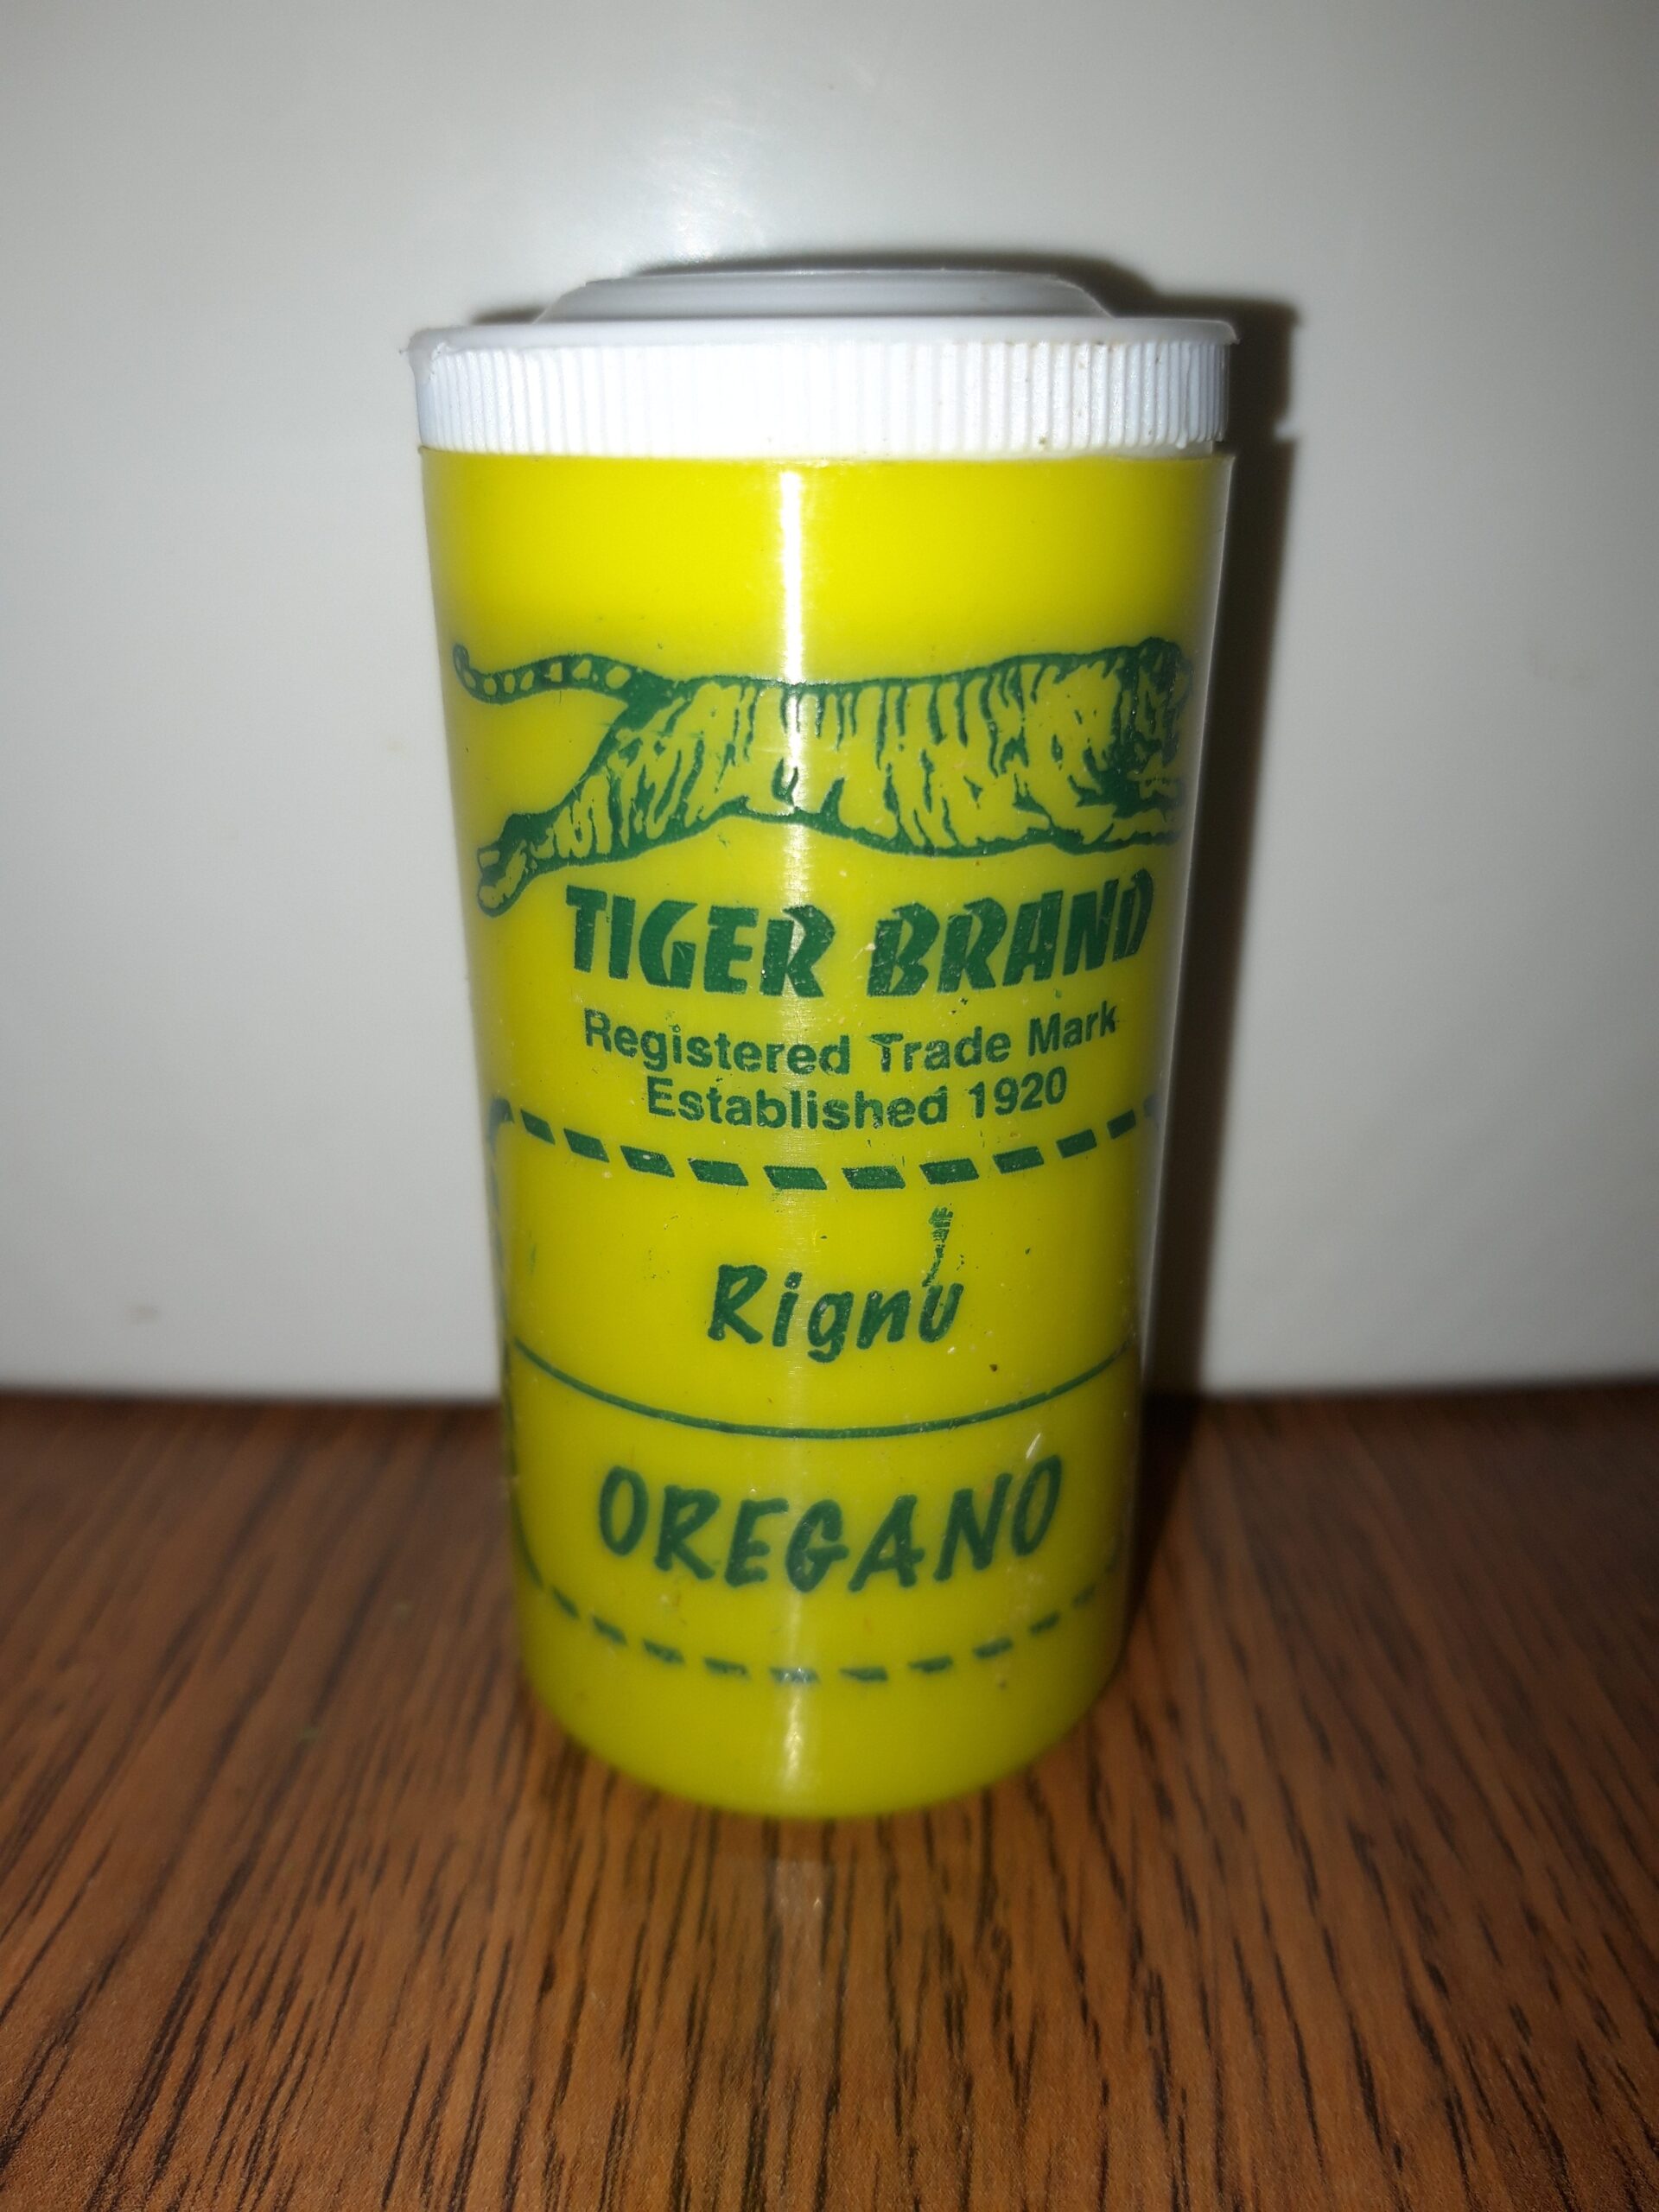 TIGER BRAND
Registered Trade Mark
Established 1920
Rignu
OREGANO